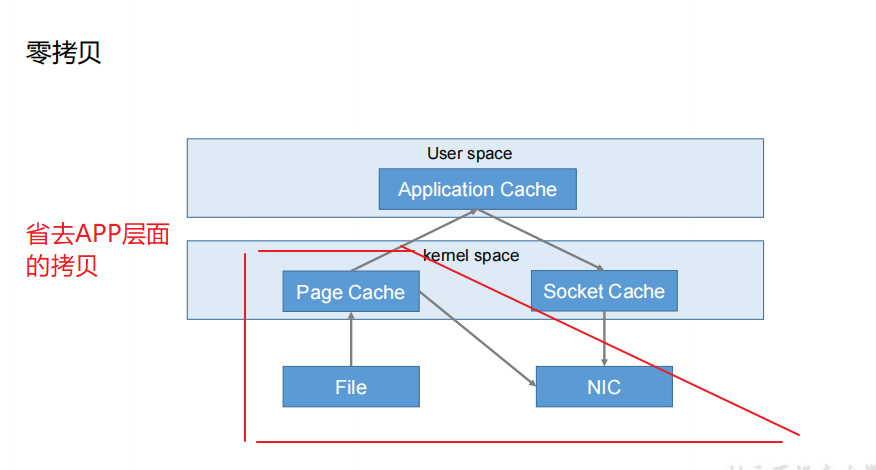 零拷贝
User space
Application Cache
省去APP层面
的拷贝
kernel space
Page Cache
Socket Cache
File
NIC